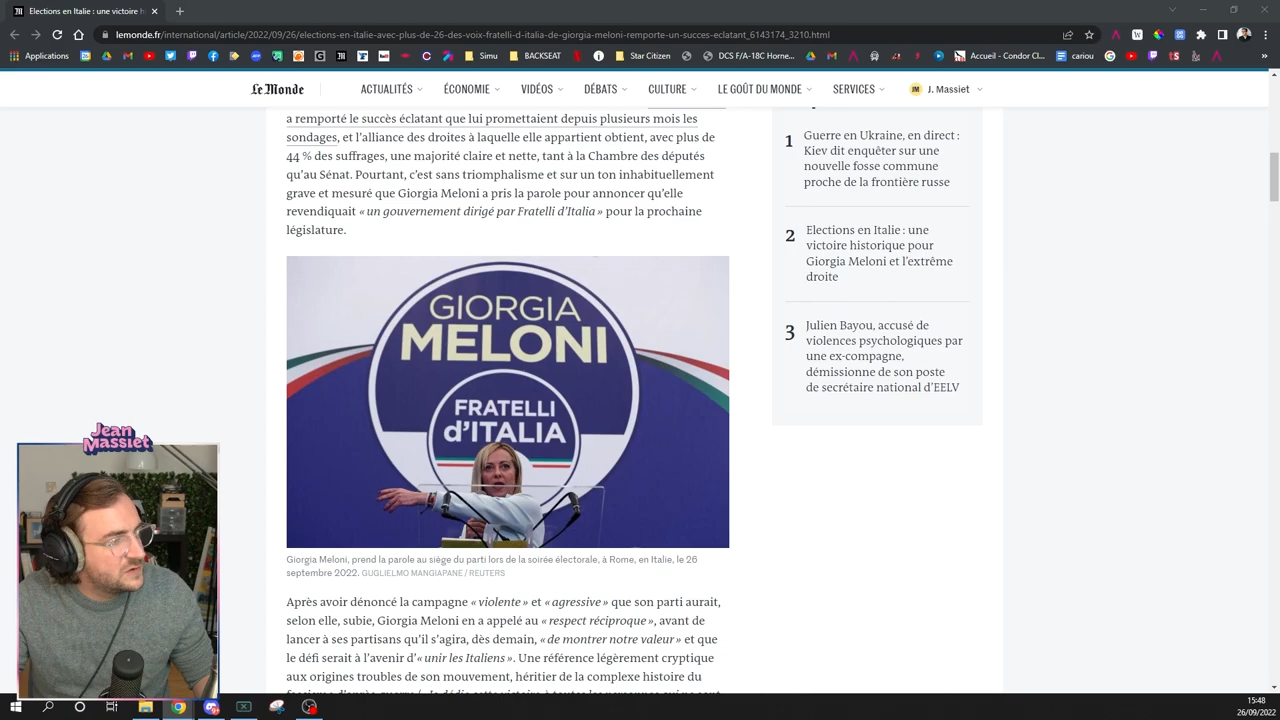 Elections en Italie : une victoire h
lemonde.fr/international/article/2022/09/26/elections-en-italie-avec-plus-de-26-des-voix-fratelli-d-italia-de-giorgia-meloni-remporte-un-succes-eclatant_6143174_3210.html
Applications
Simu
BACKSEAT
Star Citizen
DCS F/A-18C Horne...
Accueil - Condor Cl...
cariou
Le Monde
ACTUALITÉS
ÉCONOMIE
VIDÉOS
DÉBATS
CULTURE
LE GOÛT DU MONDE
SERVICES
JM J. Massiet
a remporté le succès éclatant que lui promettaient depuis plusieurs mois les
sondages, et l'alliance des droites à laquelle elle appartient obtient, avec plus de
44 % des suffrages, une majorité claire et nette, tant à la Chambre des députés
qu'au Sénat. Pourtant, c'est sans triomphalisme et sur un ton inhabituellement
grave et mesuré que Giorgia Meloni a pris la parole pour annoncer qu'elle
revendiquait « un gouvernement dirigé par Fratelli d'Italia » pour la prochaine
législature.
GIORGIA
MELONI
FRATELLI
d'ITALIA
Giorgia Meloni, prend la parole au siège du parti lors de la soirée électorale, à Rome, en Italie, le 26
septembre 2022. GUGLIELMO MANGIAPANE / REUTERS
Après avoir dénoncé la campagne « violente » et « agressive » que son parti aurait,
selon elle, subie, Giorgia Meloni en a appelé au « respect réciproque », avant de
lancer à ses partisans qu'il s'agira, dès demain, « de montrer notre valeur » et que
le défi serait à l'avenir d'« unir les Italiens ». Une référence légèrement cryptique
aux origines troubles de son mouvement, héritier de la complexe histoire du
1
Guerre en Ukraine, en direct :
Kiev dit enquêter sur une
nouvelle fosse commune
proche de la frontière russe
2
Elections en Italie : une
victoire historique pour
Giorgia Meloni et l'extrême
droite
3
Julien Bayou, accusé de
violences psychologiques par
une ex-compagne,
démissionne de son poste
de secrétaire national d'EELV
Jean
Massiet
15:48
26/09/2022